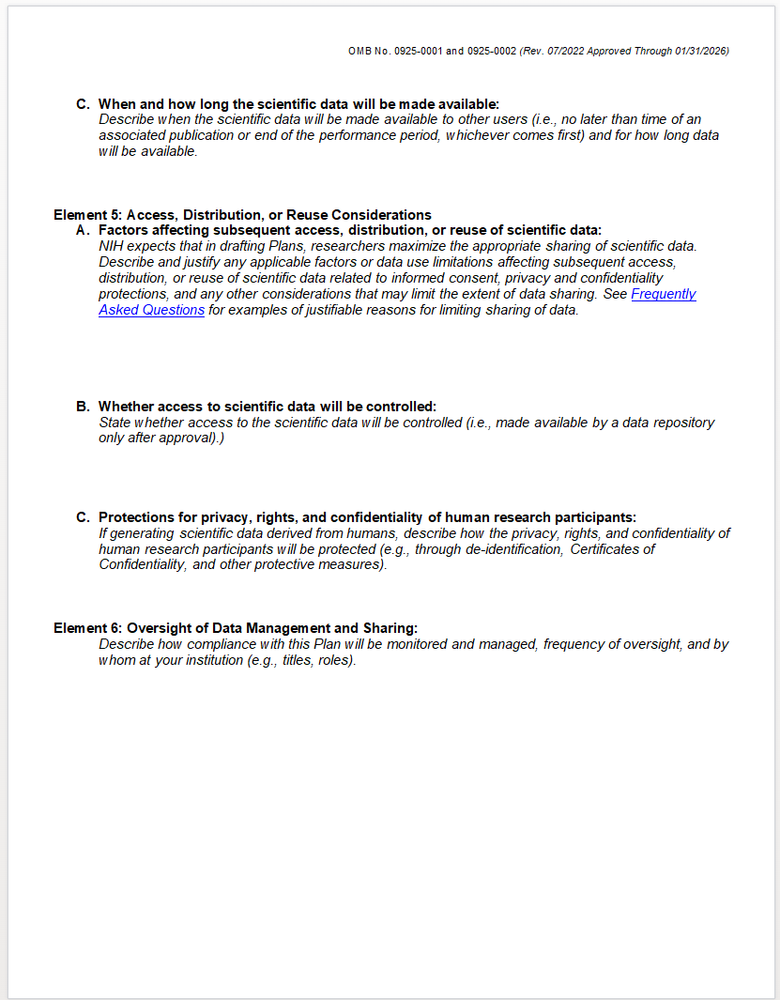 OMB No. 0925-0001 and 0925-0002 (Rev. 07/2022 Approved Through 01/31/2026)
C. When and how long the scientific data will be made available:
Describe when the scientific data will be made available to other users (i.e., no later than time of an
associated publication or end of the performance period, whichever comes first) and for how long data
will be available.
Element 5: Access, Distribution, or Reuse Considerations
A. Factors affecting subsequent access, distribution, or reuse of scientific data:
NIH expects that in drafting Plans, researchers maximize the appropriate sharing of scientific data.
Describe and justify any applicable factors or data use limitations affecting subsequent access,
distribution, or reuse of scientific data related to informed consent, privacy and confidentiality
protections, and any other considerations that may limit the extent of data sharing. See Frequently
Asked Questions for examples of justifiable reasons for limiting sharing of data.
B. Whether access to scientific data will be controlled:
State whether access to the scientific data will be controlled (i.e., made available by a data repository
only after approval).)
C. Protections for privacy, rights, and confidentiality of human research participants:
If generating scientific data derived from humans, describe how the privacy, rights, and confidentiality of
human research participants will be protected (e.g., through de-identification, Certificates of
Confidentiality, and other protective measures).
Element 6: Oversight of Data Management and Sharing:
Describe how compliance with this Plan will be monitored and managed, frequency of oversight, and by
whom at your institution (e.g., titles, roles).